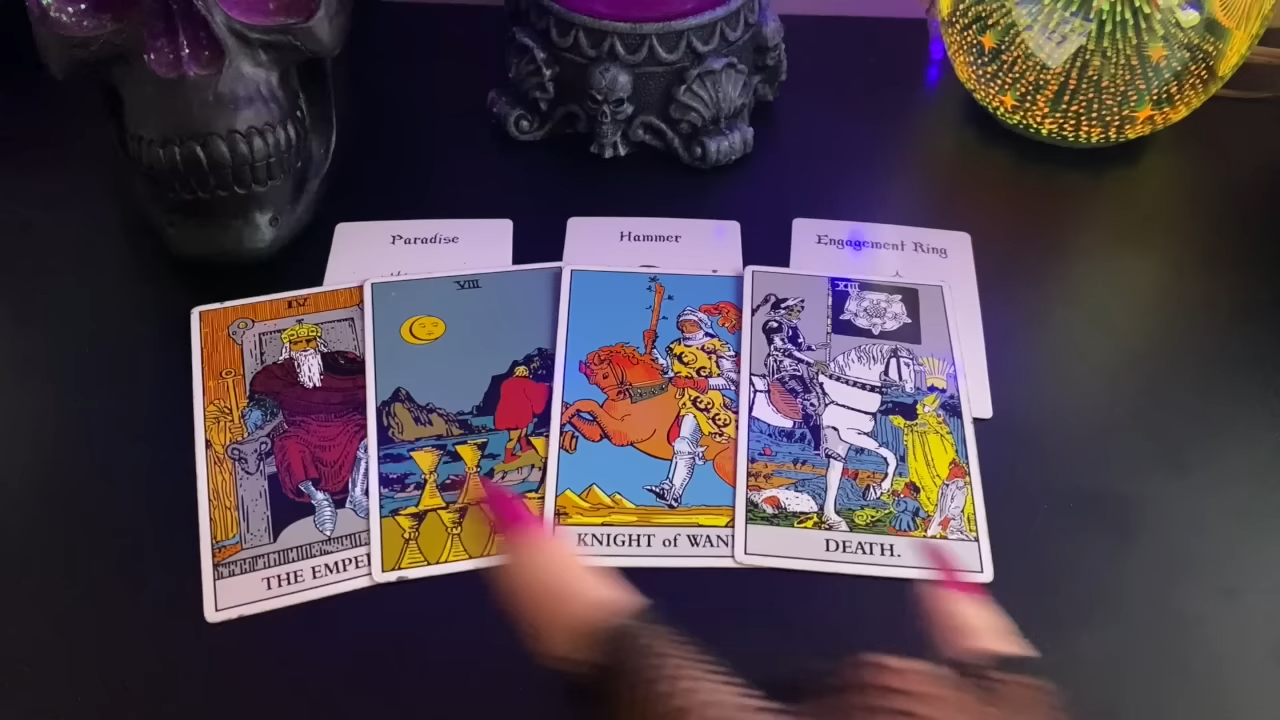 Paradise
Hammer
Engagement Ring
IV
VIII
XIII
THE EMPE
KNIGHT of WAN
DEATH.